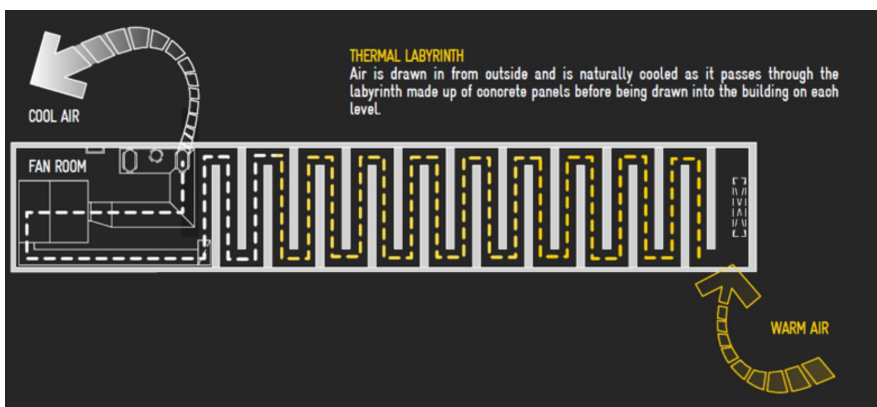 THERMAL LABYRINTH
Air is drawn in from outside and is naturally cooled as it passes through the
labyrinth made up of concrete panels before being drawn into the building on each
level.
COOL AIR
FAN ROOM
WARM AIR